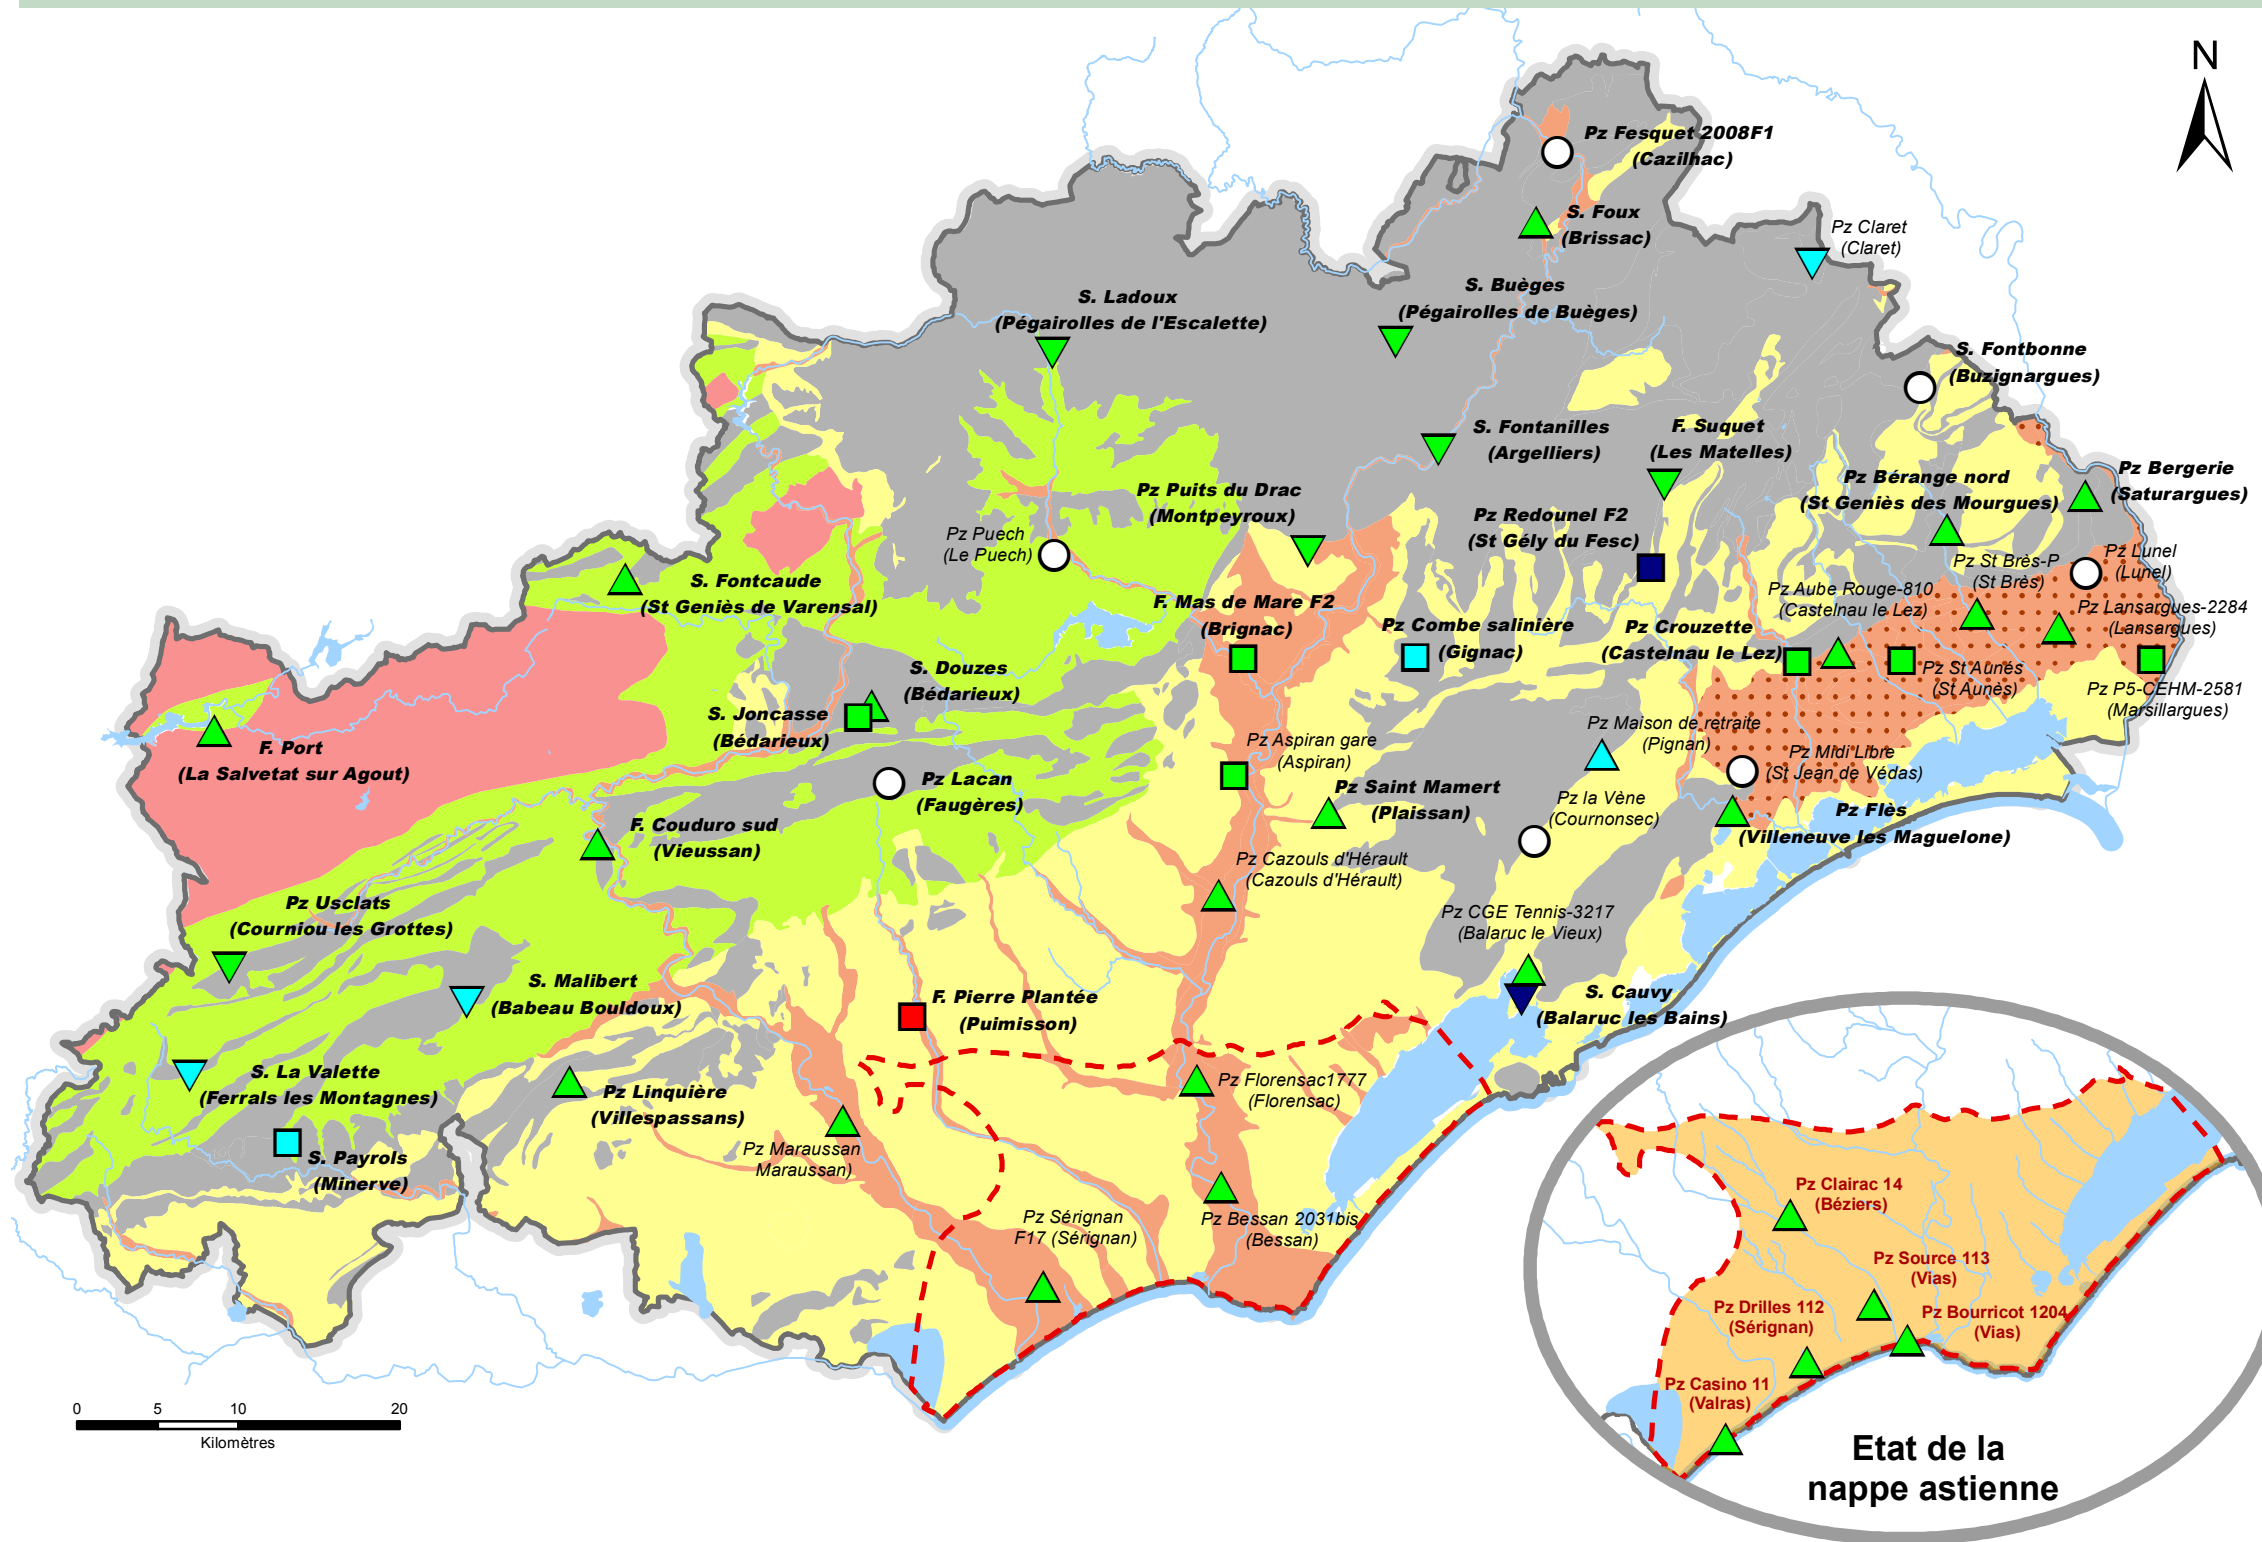 N
Pz Fesquet 2008F1
(Cazilhac)
S. Foux
(Brissac)
Pz Claret
(Claret)
S. Ladoux
(Pégairolles de l'Escalette)
S. Buèges
(Pégairolles de Buèges)
S. Fontbonne
(Buzignargues)
S. Fontanilles
(Argelliers)
F. Suquet
(Les Matelles)
Pz Bérange nord
(St Geniès des Mourgues)
Pz Bergerie
(Saturargues)
Pz Puits du Drac
(Montpeyroux)
Pz Redounel F2
(St Gély du Fesc)
Pz Puech
(Le Puech)
Pz St Brès-P
(St Brès)
Pz Lunel
(Lunel)
S. Fontcaude
(St Geniès de Varensal)
Pz Aube Rouge-810
(Castelnau le Lez)
F. Mas de Mare F2
(Brignac)
Pz Combe salinière
(Gignac)
Pz Crouzette
(Castelnau le Lez)
Pz Lansargues-2284
(Lansargues)
S. Douzes
(Bédarieux)
Pz St Aunés
(St Aunès)
Pz P5-CEHM-2581
(Marsillargues)
S. Joncasse
(Bédarieux)
F. Port
(La Salvetat sur Agout)
Pz Aspiran gare
(Aspiran)
Pz Maison de retraite
(Pignan)
Pz Midi Libre
(St Jean de Védas)
Pz Lacan
(Faugères)
Pz Saint Mamert
(Plaissan)
Pz la Vène
(Cournonsec)
Pz Flès
(Villeneuve les Maguelone)
F. Couduro sud
(Vieussan)
Pz Cazouls d'Hérault
(Cazouls d'Hérault)
Pz Usclats
(Courniou les Grottes)
Pz CGE Tennis-3217
(Balaruc le Vieux)
S. Malibert
(Babeau Bouldoux)
F. Pierre Plantée
(Puimisson)
S. Cauvy
(Balaruc les Bains)
S. La Valette
(Ferrals les Montagnes)
Pz Linquière
(Villespassans)
Pz Florensac1777
(Florensac)
S. Payrols
(Minerve)
Pz Maraussan
Maraussan)
Pz Sérignan
F17 (Sérignan)
Pz Bessan 2031bis
(Bessan)
Pz Clairac 14
(Béziers)
Pz Source 113
(Vias)
Pz Drilles 112
(Sérignan)
Pz Bourricot 1204
(Vias)
Pz Casino 11
(Valras)
0 5 10 20
Kilomètres
Etat de la
nappe astienne